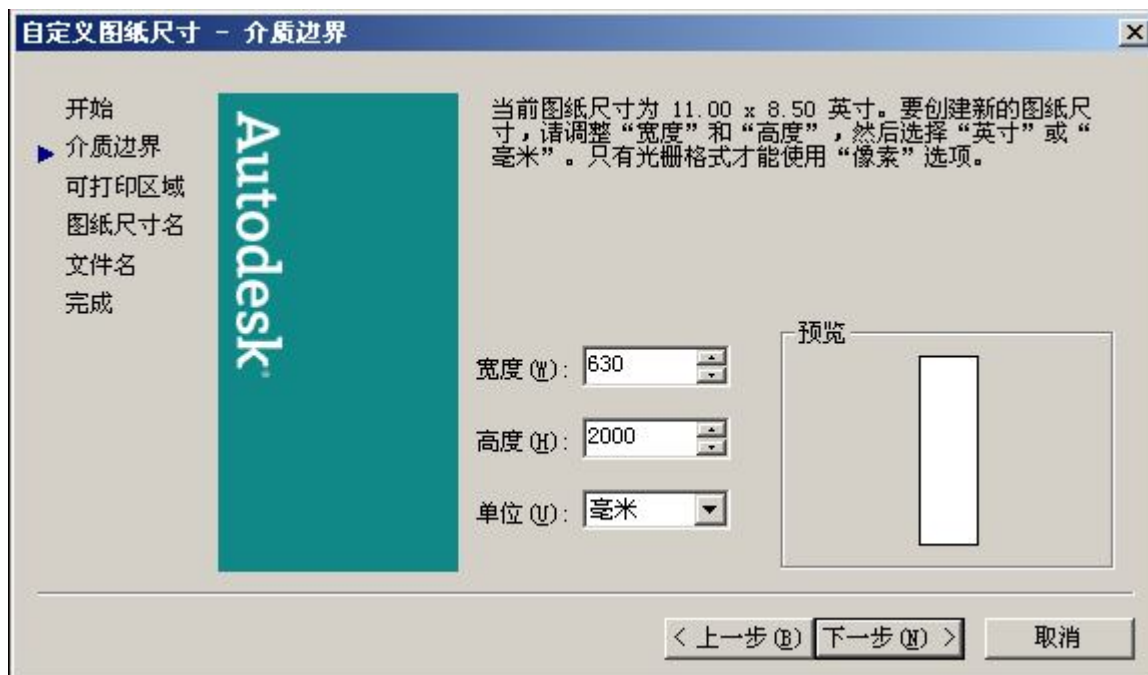 自定义图纸尺寸 - 介质边界
开始
介质边界
可打印区域
图纸尺寸名
文件名
完成
Autodesk
当前图纸尺寸为 11.00 x 8.50 英寸。要创建新的图纸尺
寸，请调整“宽度”和“高度”，然后选择“英寸”或“
毫米”。只有光栅格式才能使用“像素”选项。
宽度(W): 630
高度(H): 2000
单位(U): 毫米
预览
< 上一步(B)
下一步(N) >
取消